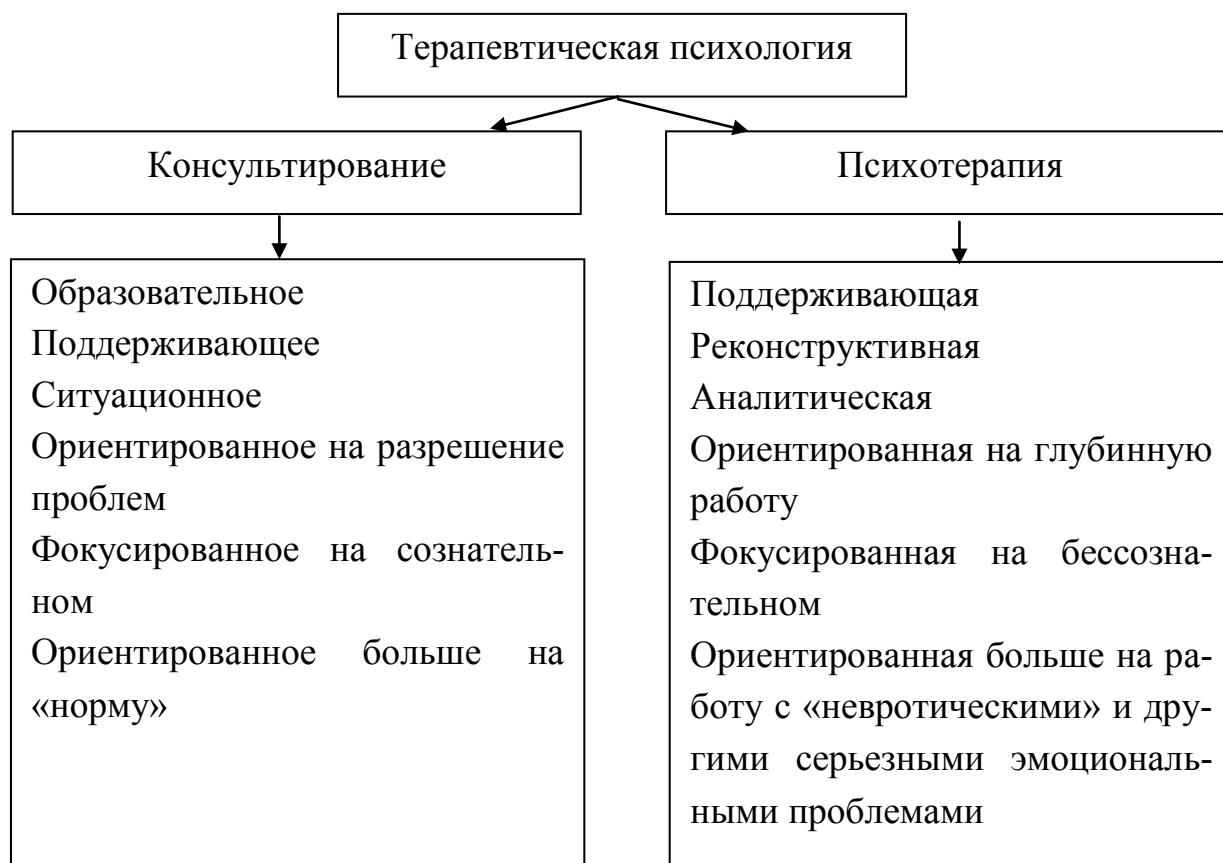 Терапевтическая психология
Консультирование
Психотерапия
Образовательное
Поддерживающее
Ситуационное
Ориентированное на разрешение
проблем
Фокусированное на сознатель-
ном
Ориентированное больше на
«норму»
Поддерживающая
Реконструктивная
Аналитическая
Ориентированная на глубинную
работу
Фокусированная на бессозна-
тельном
Ориентированная больше на ра-
боту с «невротическими» и дру-
гими серьезными эмоциональ-
ными проблемами